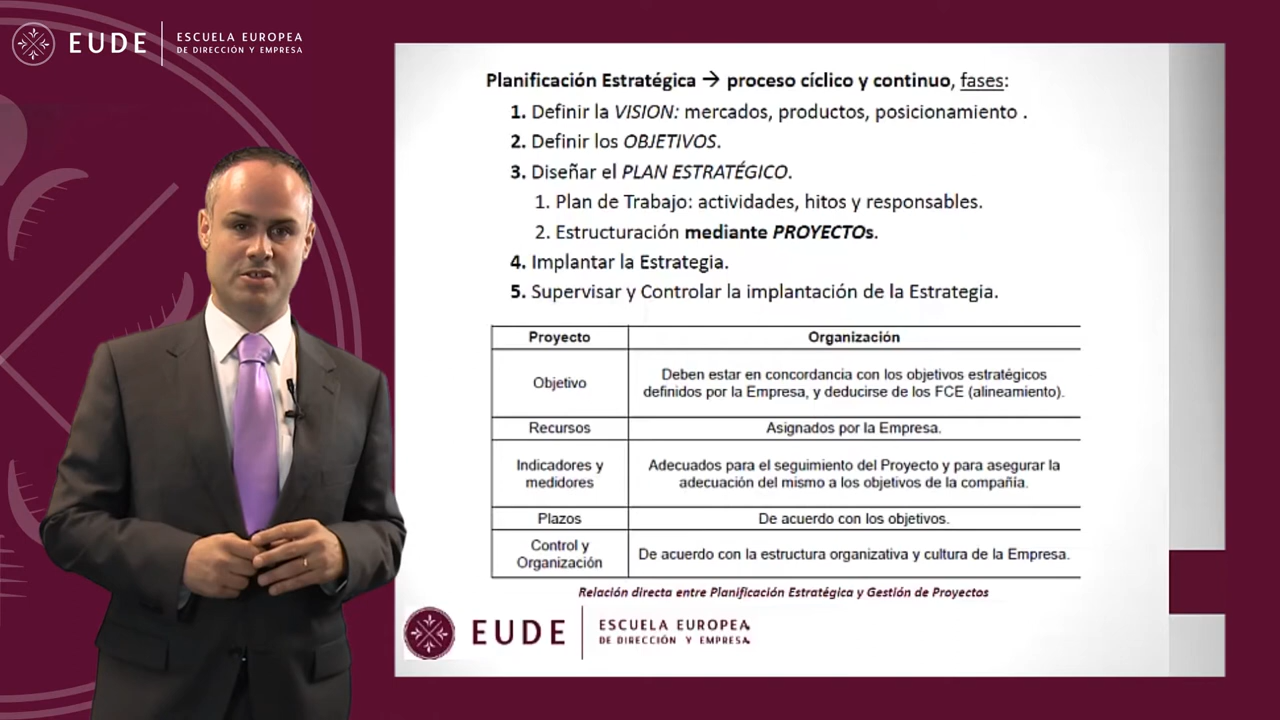 EUDE
ESCUELA EUROPEA
DE DIRECCIÓN Y EMPRESA
Planificación Estratégica → proceso cíclico y continuo, fases:
1. Definir la VISION: mercados, productos, posicionamiento .
2. Definir los OBJETIVOS.
3. Diseñar el PLAN ESTRATÉGICO.
1. Plan de Trabajo: actividades, hitos y responsables.
2. Estructuración mediante PROYECTOs.
4. Implantar la Estrategia.
5. Supervisar y Controlar la implantación de la Estrategia.
Proyecto Organización
Objetivo
Deben estar en concordancia con los objetivos estratégicos
definidos por la Empresa, y deducirse de los FCE (alineamiento).
Recursos Asignados por la Empresa.
Indicadores y
medidores
Adecuados para el seguimiento del Proyecto y para asegurar la
adecuación del mismo a los objetivos de la compañía.
Plazos De acuerdo con los objetivos.
Control y
Organización
De acuerdo con la estructura organizativa y cultura de la Empresa.
Relación directa entre Planificación Estratégica y Gestión de Proyectos
EUDE
ESCUELA EUROPEA
DE DIRECCIÓN Y EMPRESA